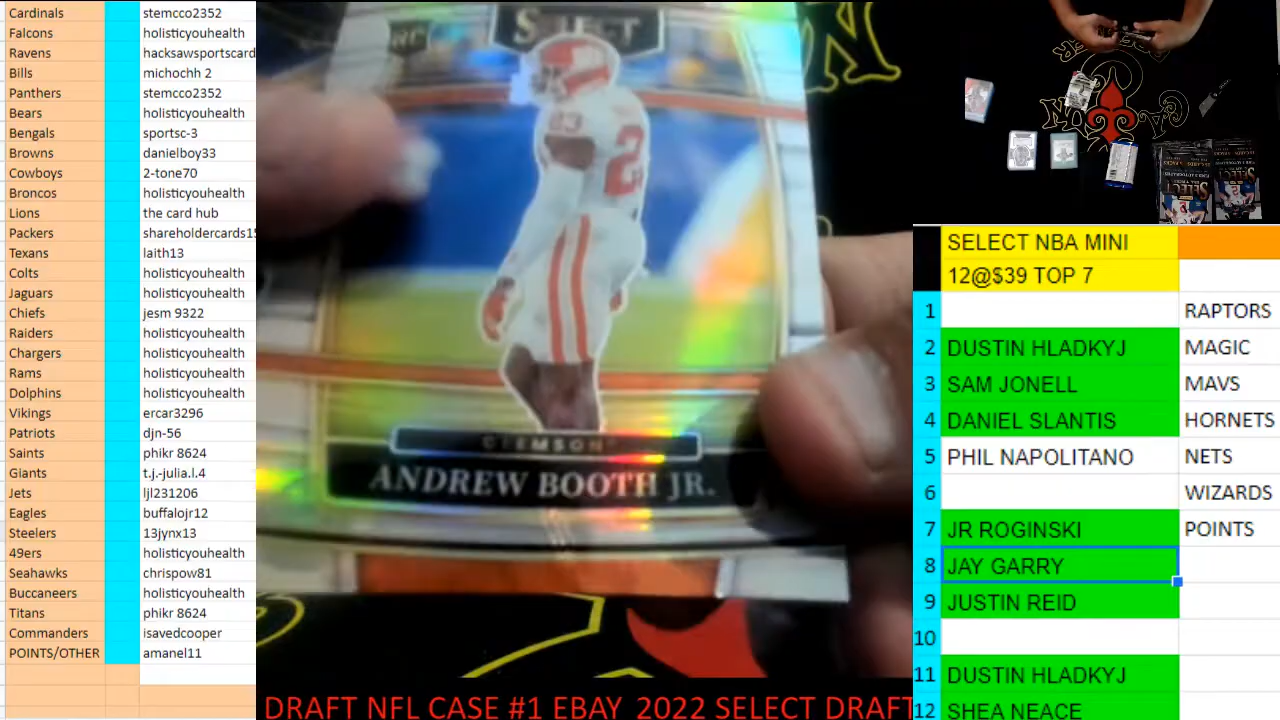 Cardinals stemcco2352
Falcons holisticyouhealth
Ravens hacksawsportscard
Bills michochh 2
Panthers stemcco2352
Bears holisticyouhealth
Bengals sportsc-3
Browns danielboy33
Cowboys 2-tone70
Broncos holisticyouhealth
Lions the card hub
Packers shareholdercards15
Texans laith13
Colts holisticyouhealth
Jaguars holisticyouhealth
Chiefs jesm 9322
Raiders holisticyouhealth
Chargers holisticyouhealth
Rams holisticyouhealth
Dolphins holisticyouhealth
Vikings ercar3296
Patriots djn-56
Saints phikr 8624
Giants t.j.-julia.l.4
Jets ljl231206
Eagles buffalojr12
Steelers 13jynx13
49ers holisticyouhealth
Seahawks chrispow81
Buccaneers holisticyouhealth
Titans phikr 8624
Commanders isavedcooper
POINTS/OTHER amanel11
RC
SELECT
23
2
CLEMSON
ANDREW BOOTH JR.
SELECT
SELECT
SELECT NBA MINI
12@$39 TOP 7
1 RAPTORS
2 DUSTIN HLADKYJ MAGIC
3 SAM JONELL MAVS
4 DANIEL SLANTIS HORNETS
5 PHIL NAPOLITANO NETS
6 WIZARDS
7 JR ROGINSKI POINTS
8 JAY GARRY
9 JUSTIN REID
10
11 DUSTIN HLADKYJ
12 SHEA NEACE
DRAFT NFL CASE #1 EBAY 2022 SELECT DRAFT